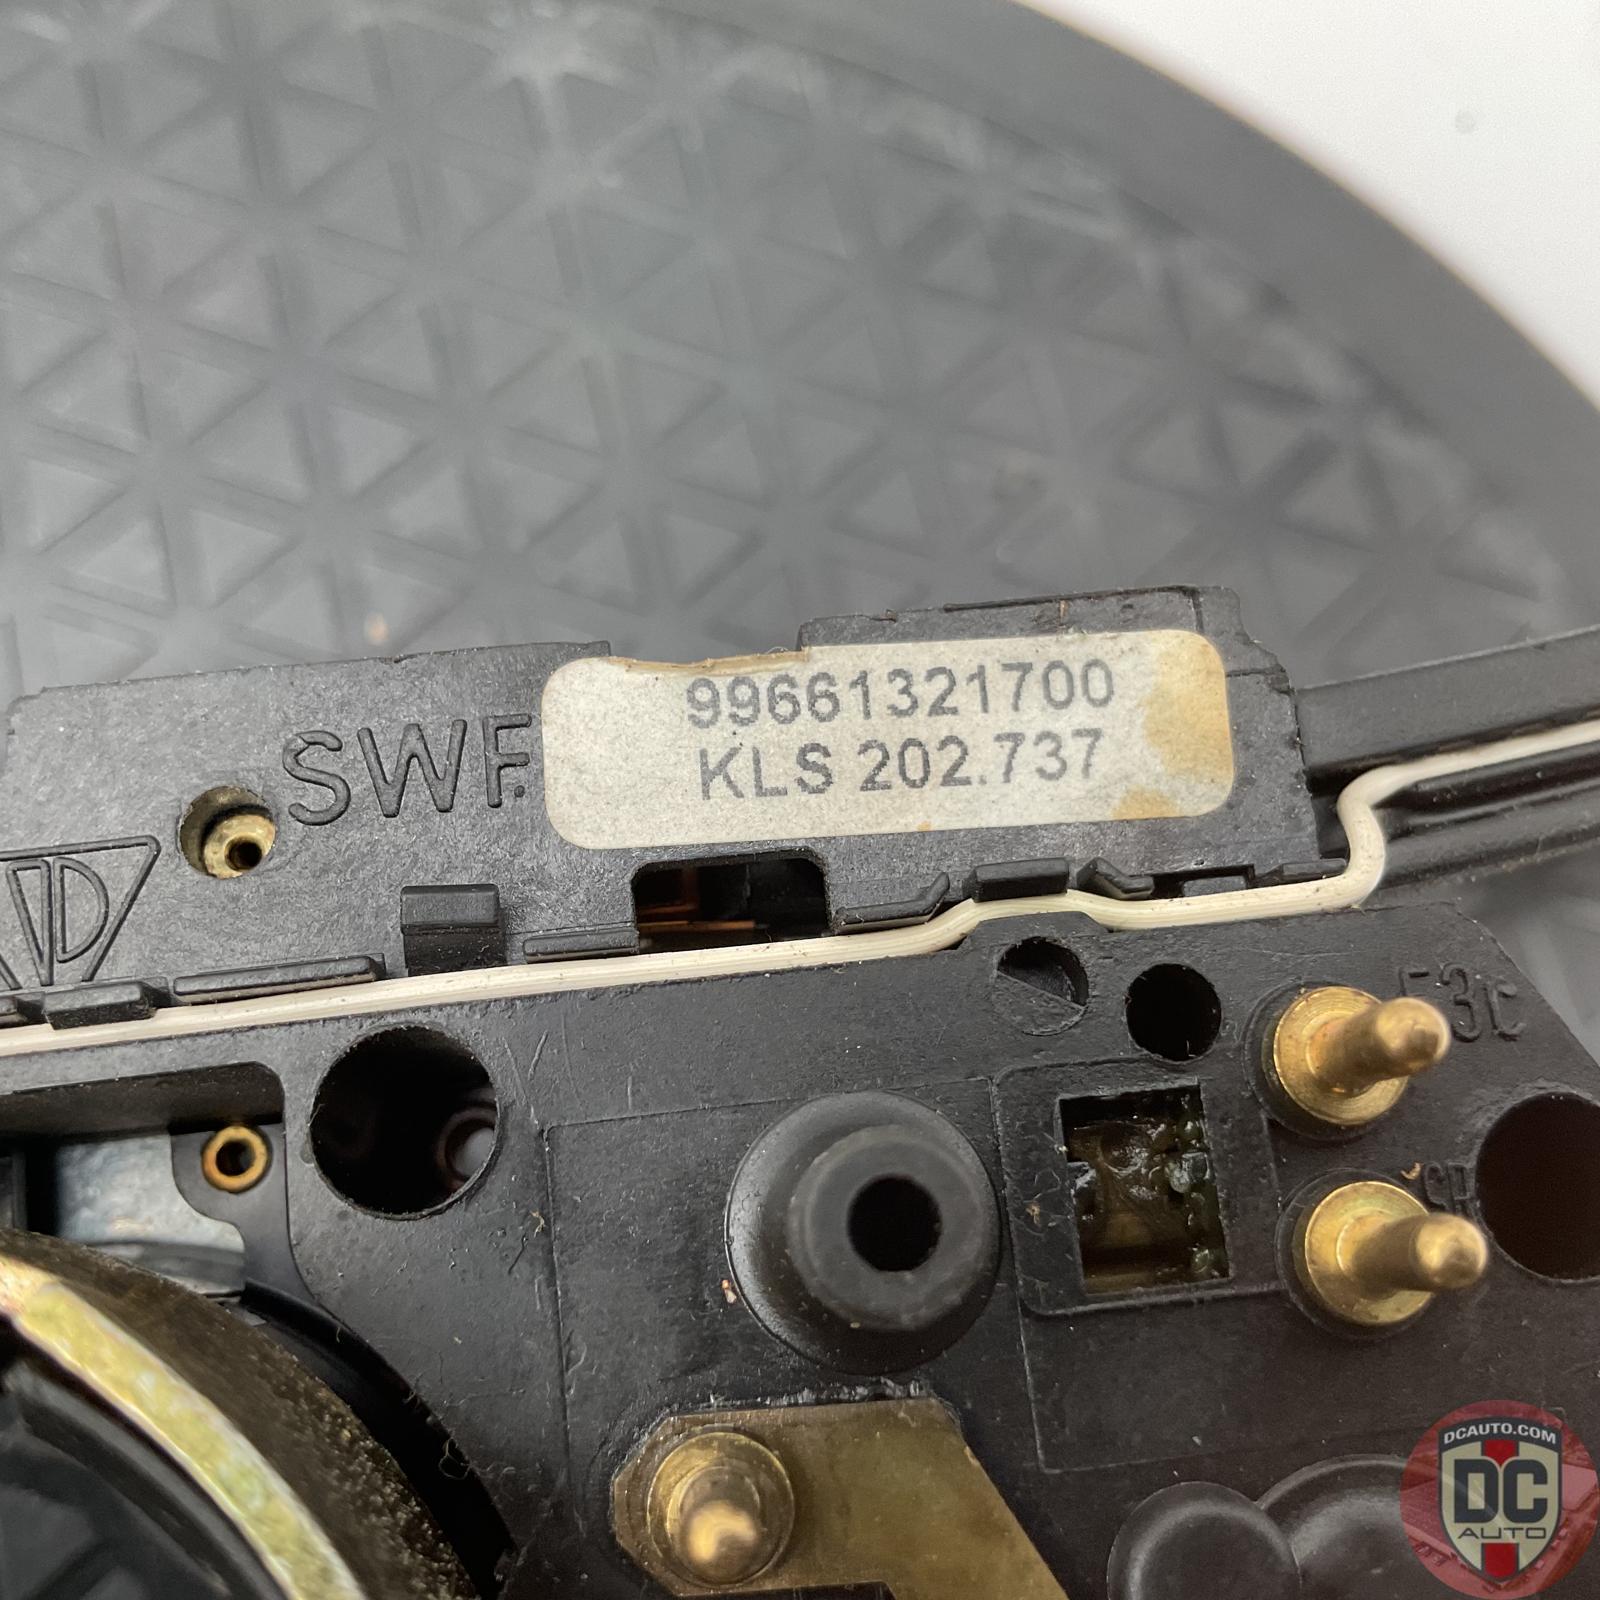 99661321700
KLS 202.737
SWF
DCAUTO.COM
DC
AUTO